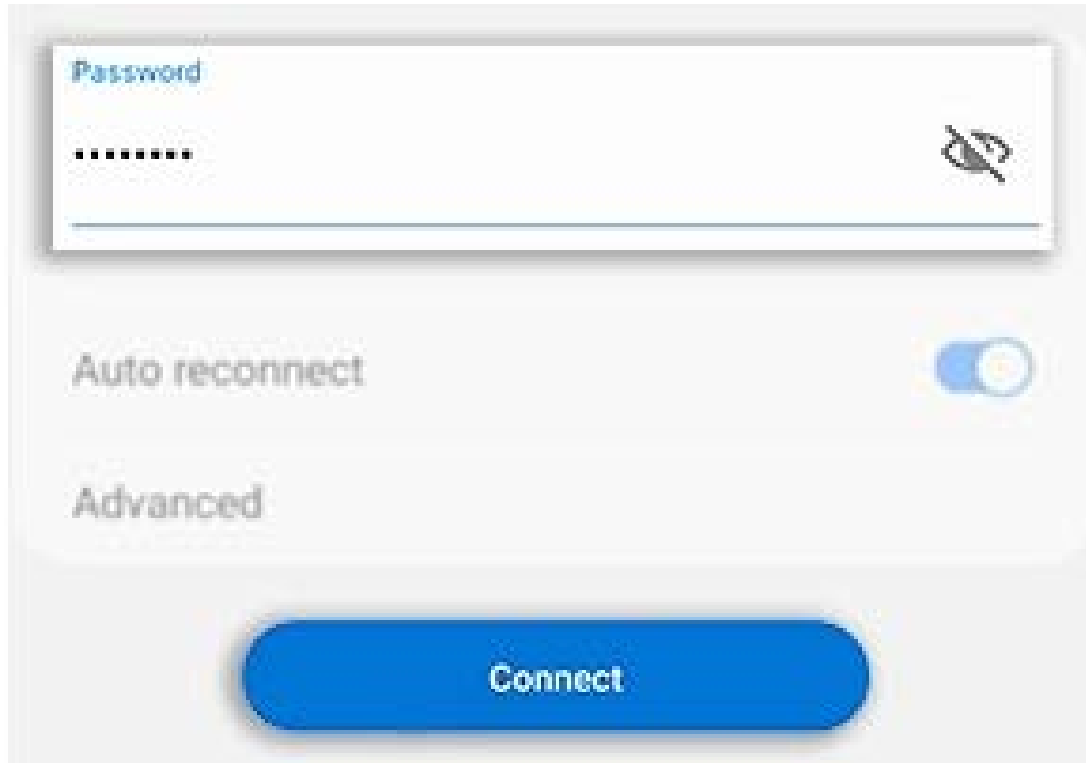 Password
••••••••
Auto reconnect
Advanced
Connect